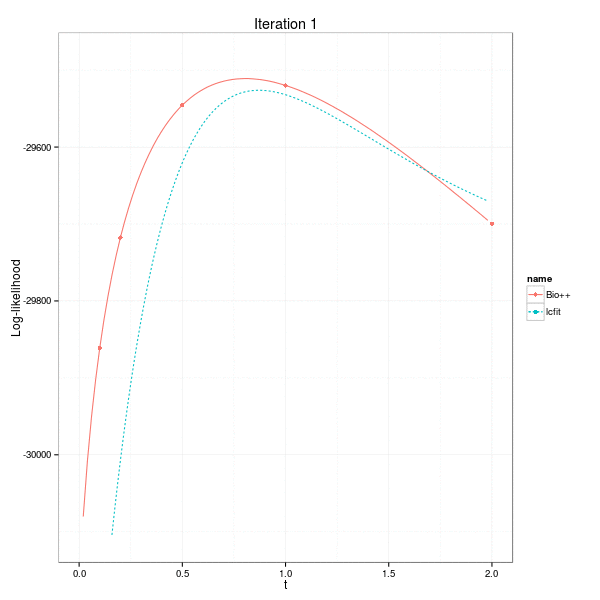 Iteration 1
Log-likelihood
-29600
-29800
-30000
0.0
0.5
1.0
1.5
2.0
t
name
Bio++
lcfit